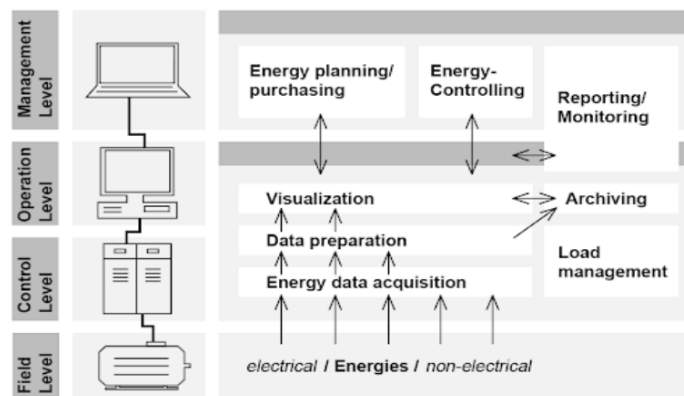 Management
Level
Operation
Level
Control
Level
Field
Level
Energy planning/
purchasing
Energy-
Controlling
Reporting/
Monitoring
Visualization
Archiving
Data preparation
Load
management
Energy data acquisition
electrical / Energies / non-electrical